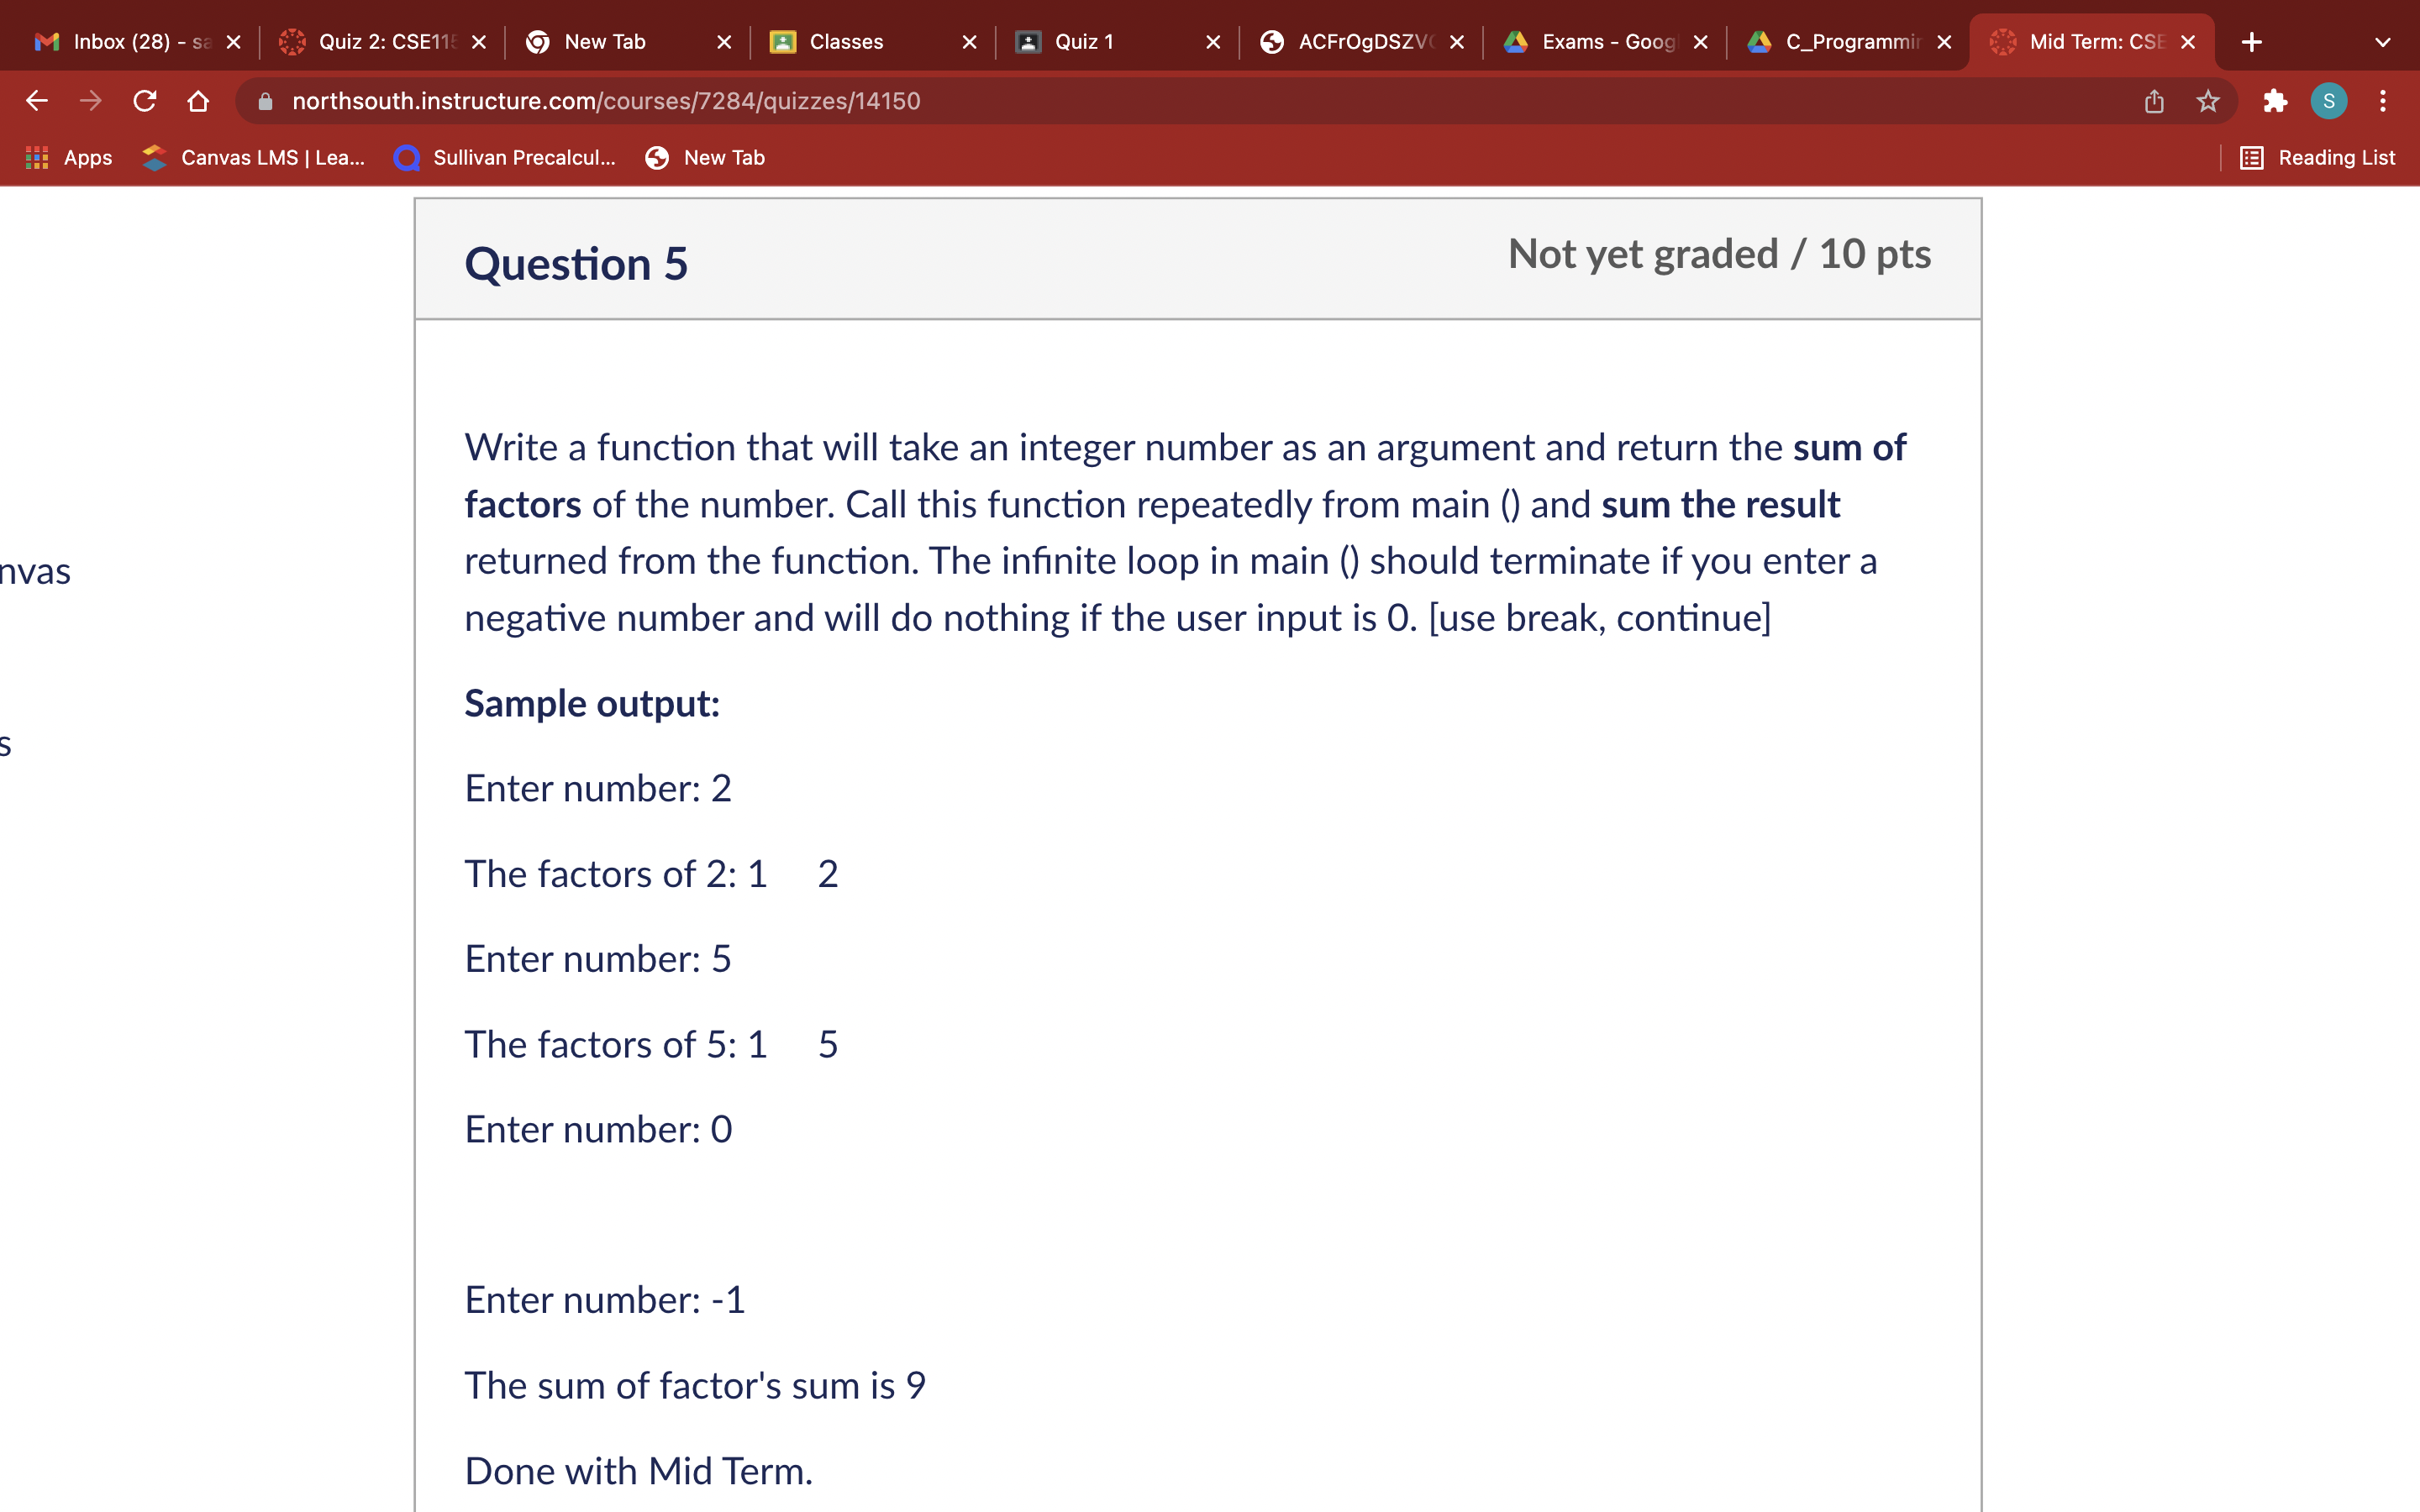 Inbox (28) - sa
Quiz 2: CSE115
New Tab
Classes
Quiz 1
ACFrOgDSZV
Exams - Goog
C_Programmi
Mid Term: CSE
northsouth.instructure.com/courses/7284/quizzes/14150
S
Apps
Canvas LMS | Lea...
Sullivan Precalcul...
New Tab
Reading List
Question 5
Not yet graded / 10 pts
Write a function that will take an integer number as an argument and return the sum of
factors of the number. Call this function repeatedly from main () and sum the result
returned from the function. The infinite loop in main () should terminate if you enter a
negative number and will do nothing if the user input is 0. [use break, continue]
nvas
Sample output:
s
Enter number: 2
The factors of 2: 1 2
Enter number: 5
The factors of 5: 1 5
Enter number: 0
Enter number: -1
The sum of factor's sum is 9
Done with Mid Term.